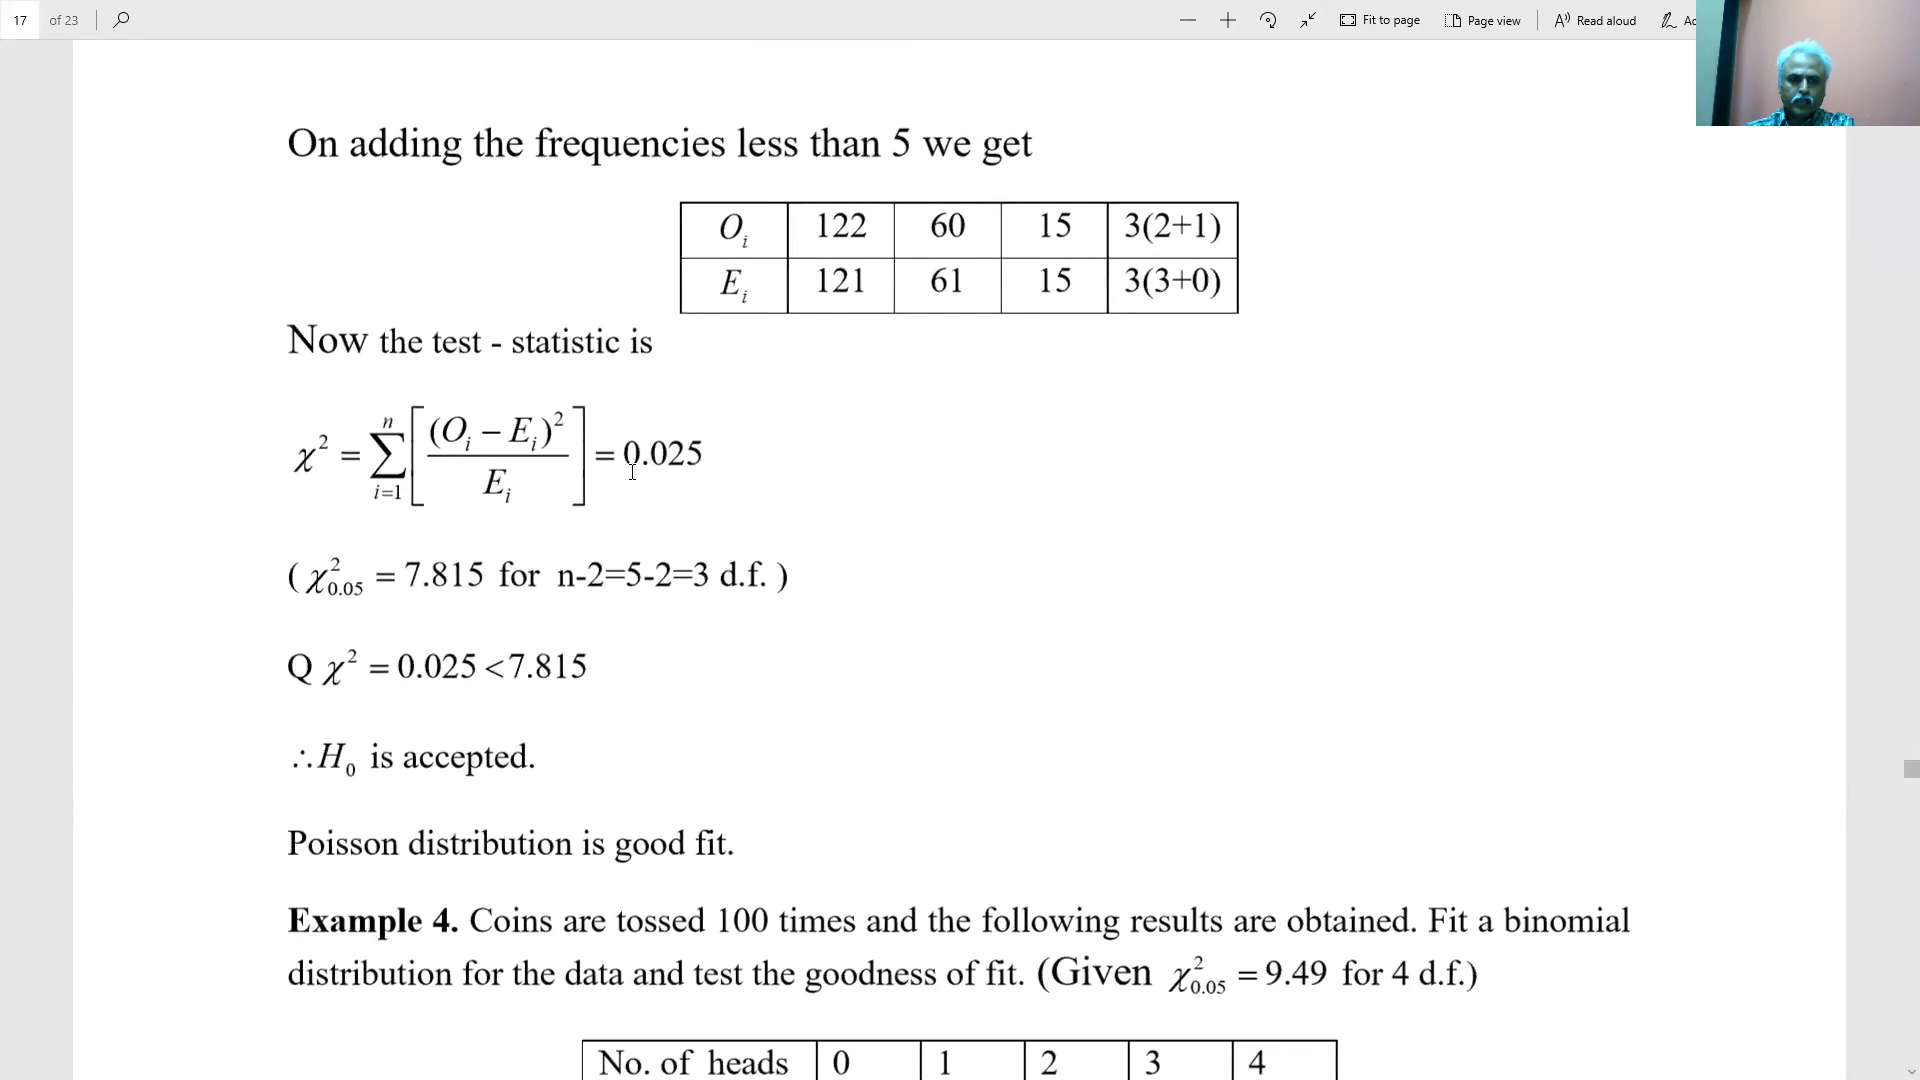 17 of 23 Fit to page Page view Read aloud
On adding the frequencies less than 5 we get
Oᵢ 122 60 15 3(2+1)
Eᵢ 121 61 15 3(3+0)
Now the test - statistic is
χ² = ∑ᵢ₌₁ⁿ [ (Oᵢ − Eᵢ)² / Eᵢ ] = 0.025
( χ²₀.₀₅ = 7.815 for n-2=5-2=3 d.f. )
Q χ² = 0.025 < 7.815
∴ H₀ is accepted.
Poisson distribution is good fit.
Example 4. Coins are tossed 100 times and the following results are obtained. Fit a binomial
distribution for the data and test the goodness of fit. (Given χ²₀.₀₅ = 9.49 for 4 d.f.)
No. of heads 0 1 2 3 4